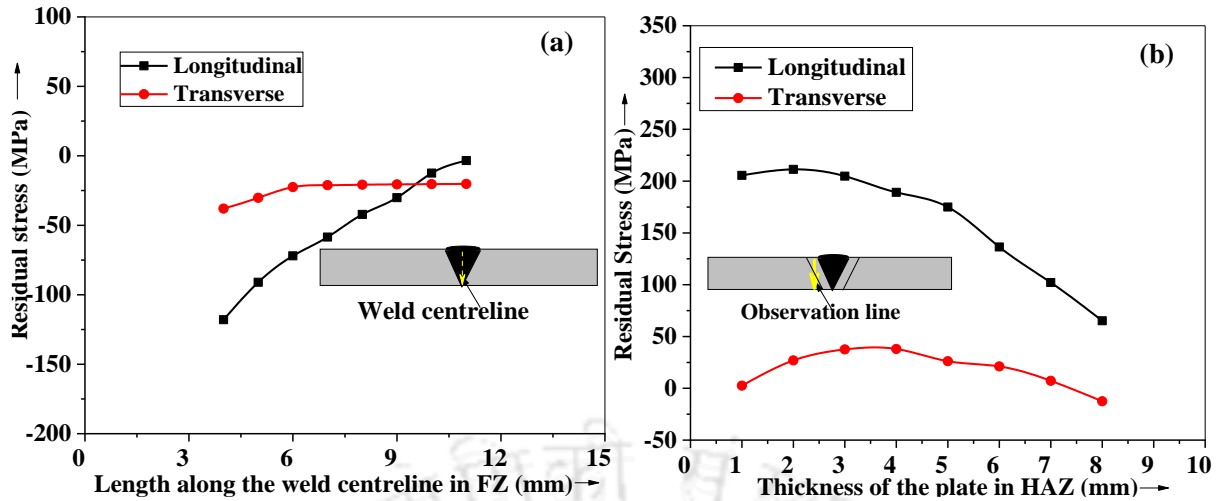 (a)
Longitudinal
Transverse
Residual stress (MPa)
100
50
0
-50
-100
-150
-200
0 3 6 9 12 15
Weld centreline
Length along the weld centreline in FZ (mm)
(b)
Longitudinal
Transverse
Residual Stress (MPa)
350
300
250
200
150
100
50
0
-50
0 1 2 3 4 5 6 7 8 9 10
Observation line
Thickness of the plate in HAZ (mm)